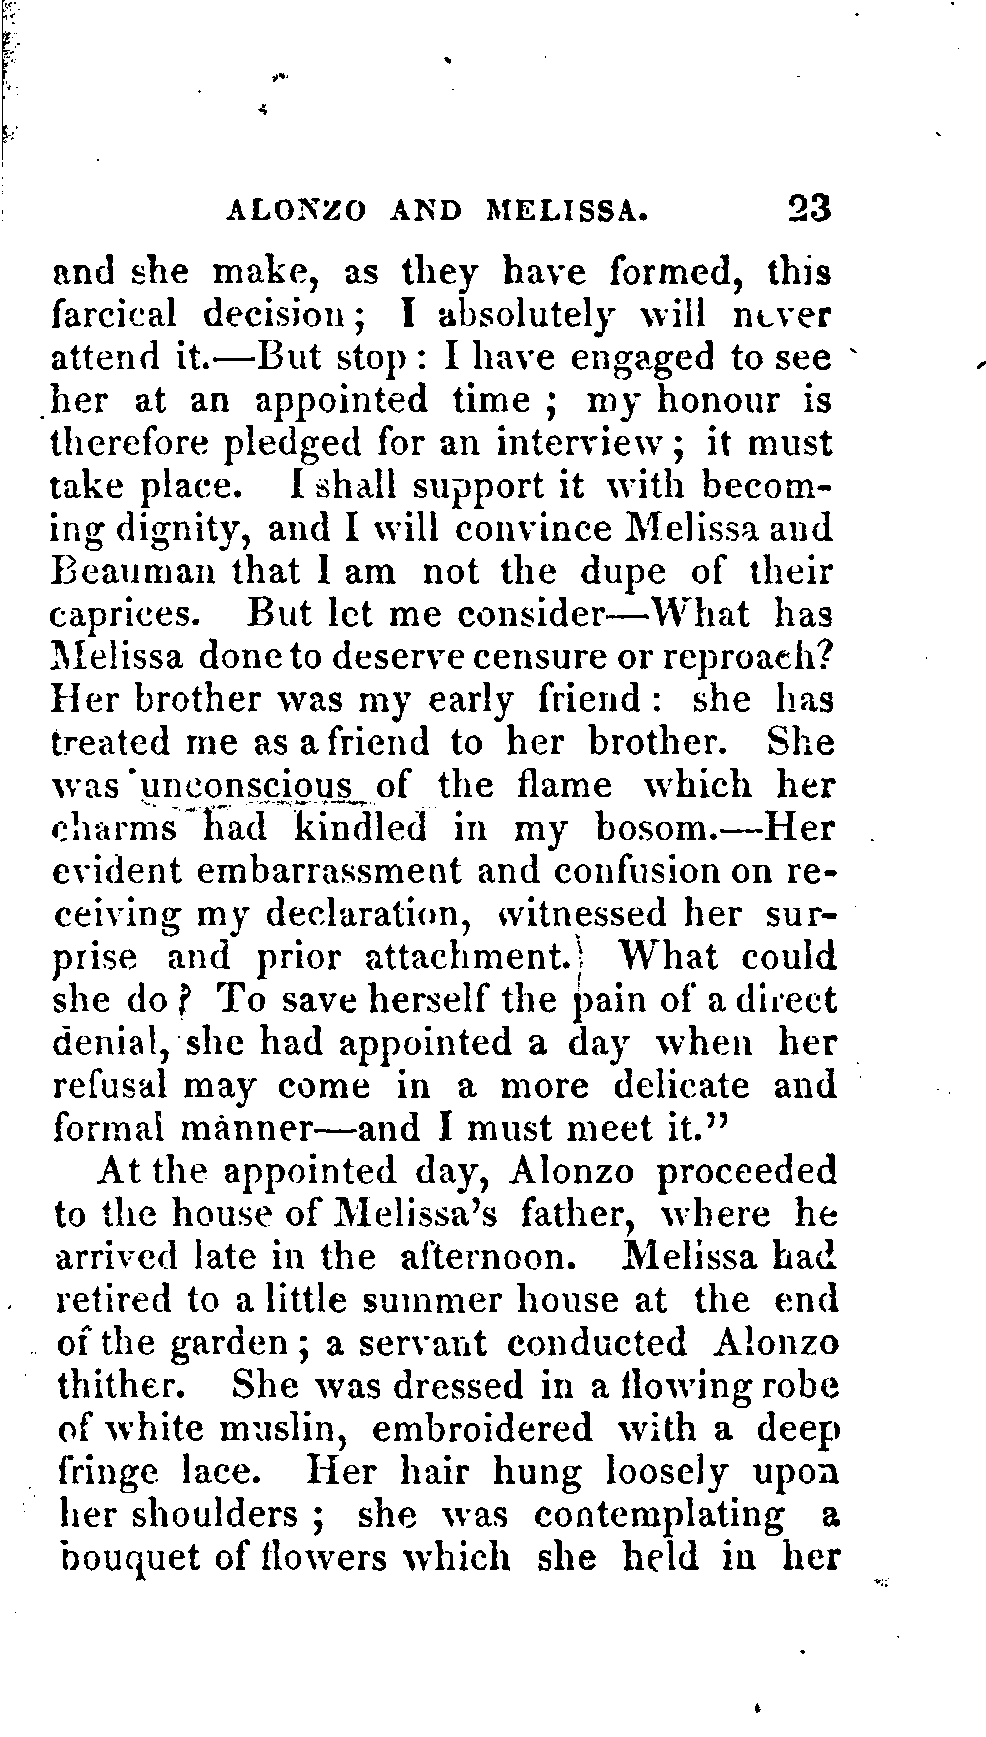 ALONZO AND MELISSA. 23
and she make, as they have formed, this
farcical decision; I absolutely will never
attend it.—But stop: I have engaged to see
her at an appointed time; my honour is
therefore pledged for an interview; it must
take place. I shall support it with becom-
ing dignity, and I will convince Melissa and
Beauman that I am not the dupe of their
caprices. But let me consider—What has
Melissa done to deserve censure or reproach?
Her brother was my early friend: she has
treated me as a friend to her brother. She
was unconscious of the flame which her
charms had kindled in my bosom.—Her
evident embarrassment and confusion on re-
ceiving my declaration, witnessed her sur-
prise and prior attachment. What could
she do? To save herself the pain of a direct
denial, she had appointed a day when her
refusal may come in a more delicate and
formal manner—and I must meet it."
At the appointed day, Alonzo proceeded
to the house of Melissa's father, where he
arrived late in the afternoon. Melissa had
retired to a little summer house at the end
of the garden; a servant conducted Alonzo
thither. She was dressed in a flowing robe
of white muslin, embroidered with a deep
fringe lace. Her hair hung loosely upon
her shoulders; she was contemplating a
bouquet of flowers which she held in her